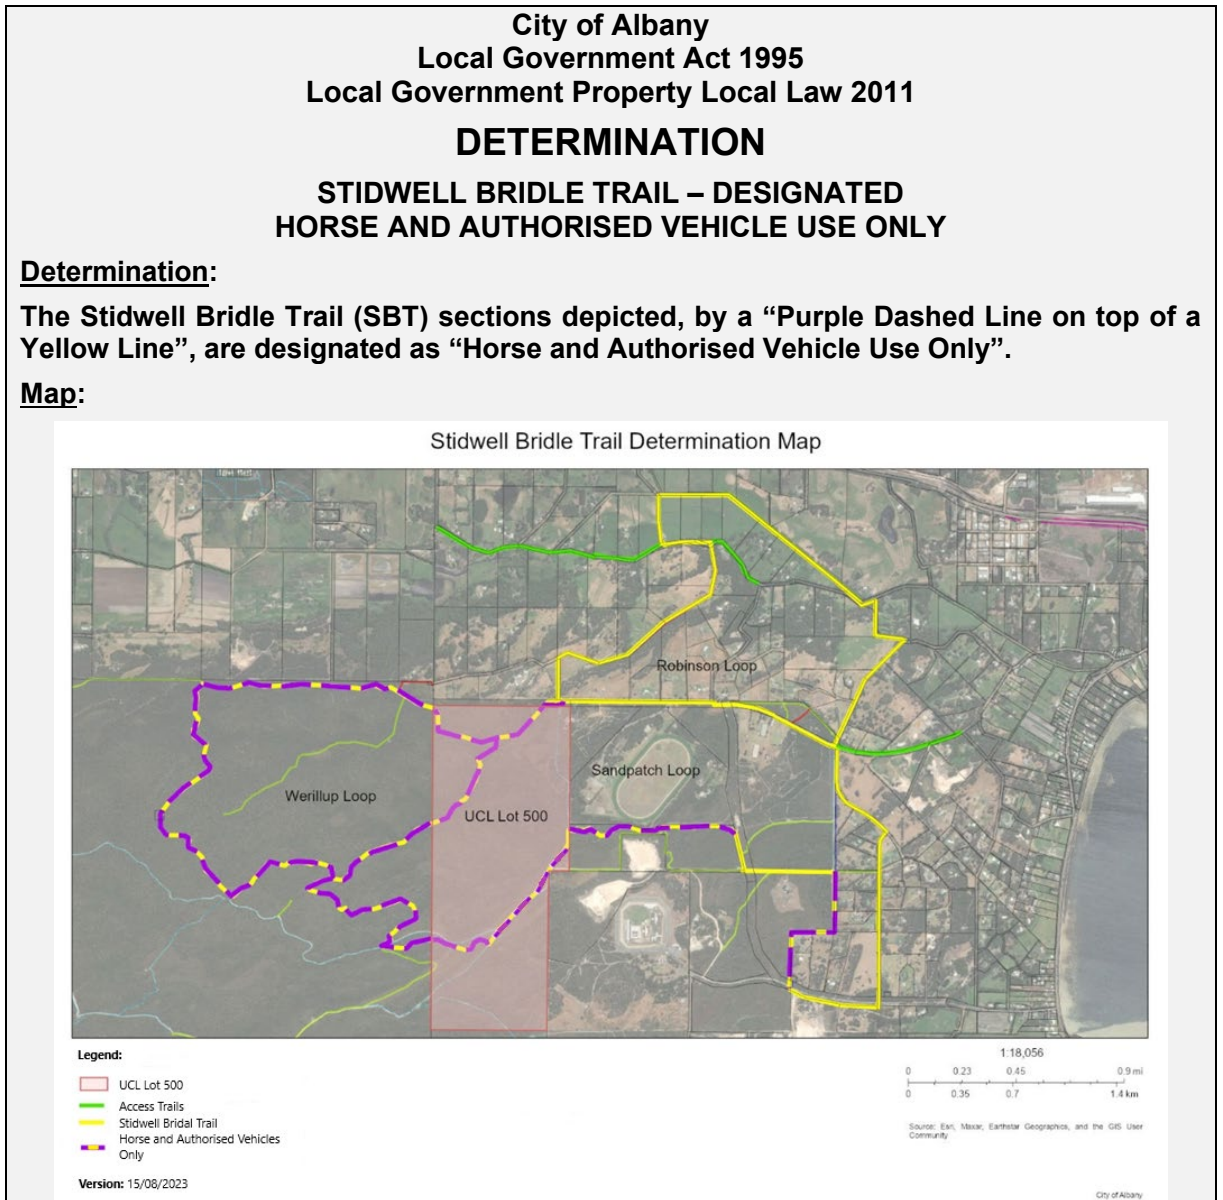 City of Albany
Local Government Act 1995
Local Government Property Local Law 2011
DETERMINATION
STIDWELL BRIDLE TRAIL – DESIGNATED
HORSE AND AUTHORISED VEHICLE USE ONLY
Determination:
The Stidwell Bridle Trail (SBT) sections depicted, by a “Purple Dashed Line on top of a
Yellow Line”, are designated as “Horse and Authorised Vehicle Use Only”.
Map:
Stidwell Bridle Trail Determination Map
Robinson Loop
Sandpatch Loop
Werillup Loop
UCL Lot 500
Legend:
UCL Lot 500
Access Trails
Stidwell Bridal Trail
Horse and Authorised Vehicles
Only
Version: 15/08/2023
1:18,056
0 0.23 0.45 0.9 mi
0 0.35 0.7 1.4 km
Source: Esri, Maxar, Earthstar Geographics, and the GIS User
Community
City of Albany